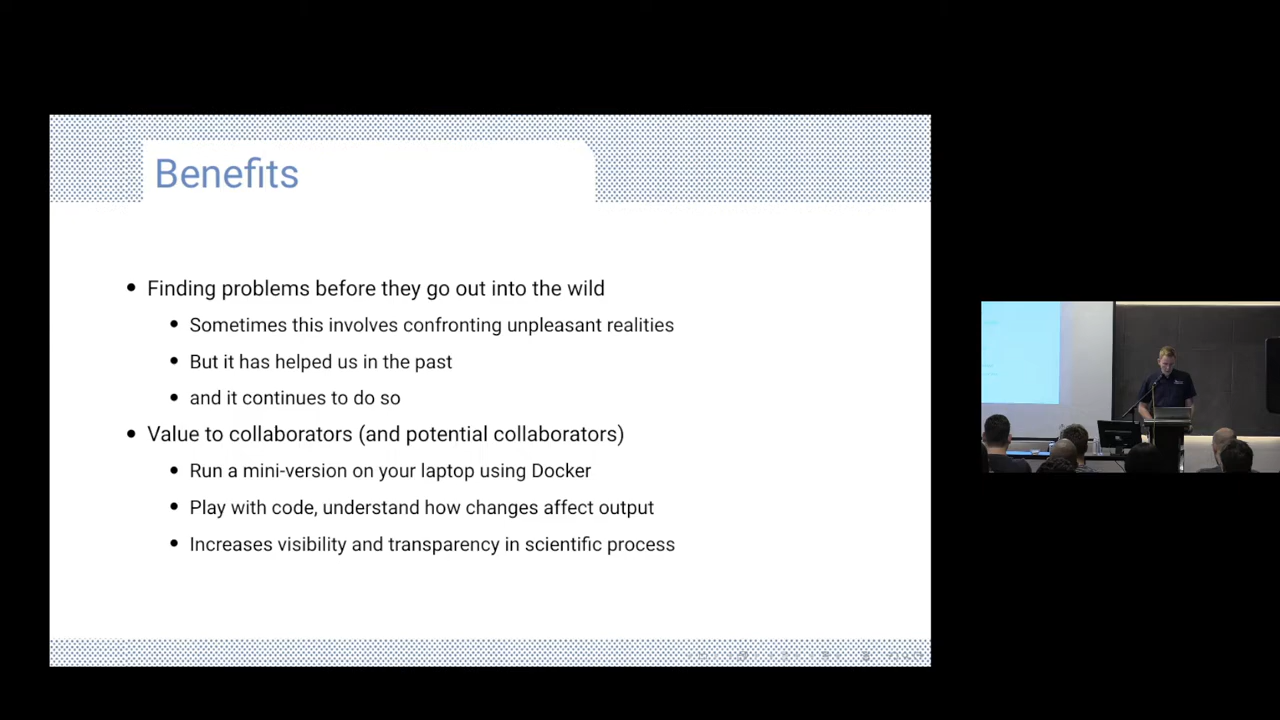 Benefits
Finding problems before they go out into the wild
Sometimes this involves confronting unpleasant realities
But it has helped us in the past
and it continues to do so
Value to collaborators (and potential collaborators)
Run a mini-version on your laptop using Docker
Play with code, understand how changes affect output
Increases visibility and transparency in scientific process